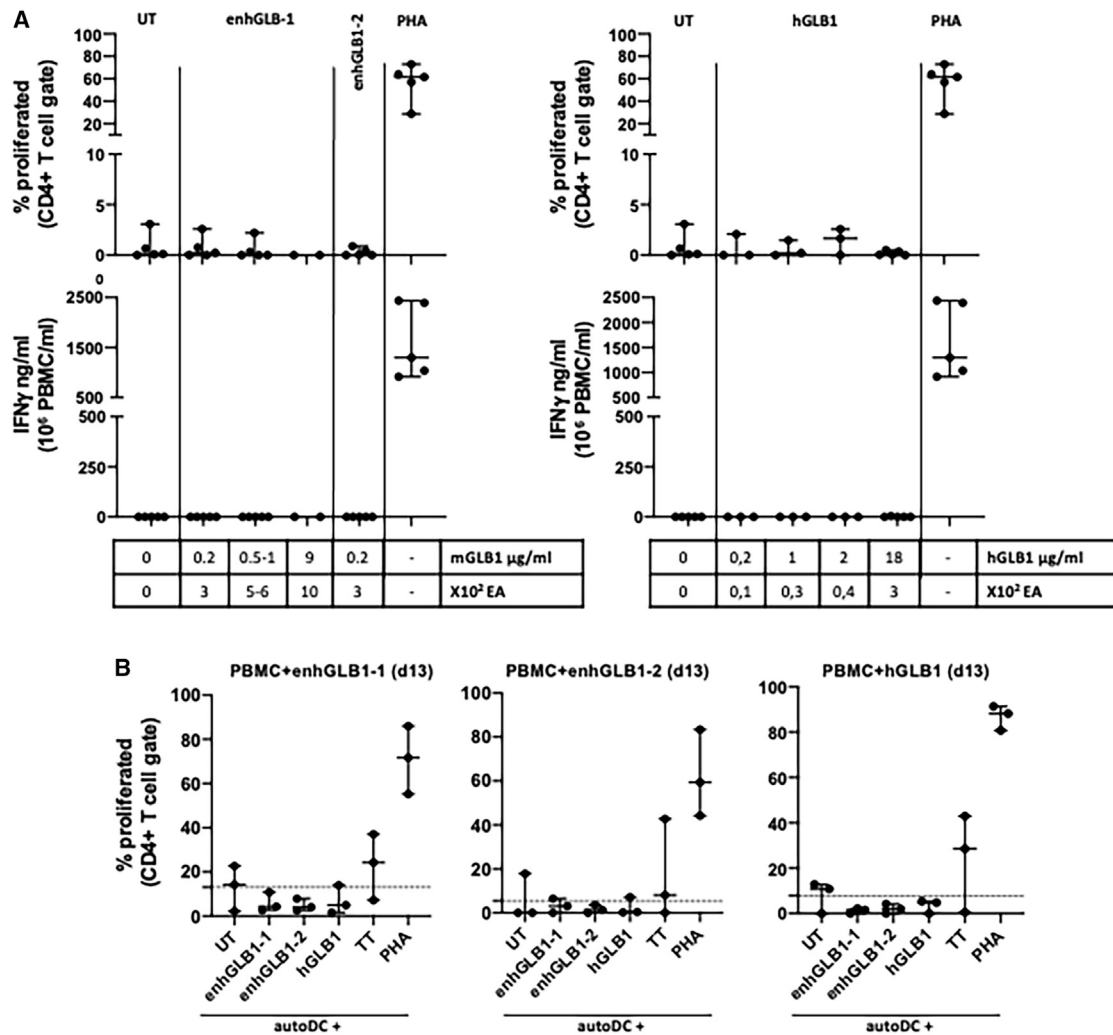 A
UT enhGLB-1 enhGLB1-2 PHA
% proliferated
(CD4+ T cell gate)
100
80
60
40
20
10
5
0
0
IFNγ ng/ml
(10⁶ PBMC/ml)
2500
1500
500
500
250
0
0 0.2 0.5-1 9 0.2 - mGLB1 µg/ml
0 3 5-6 10 3 - X10² EA
UT hGLB1 PHA
% proliferated
(CD4+ T cell gate)
100
80
60
40
20
10
5
0
IFNγ ng/ml
(10⁶ PBMC/ml)
2500
2000
1500
1000
500
500
250
0
0 0,2 1 2 18 - hGLB1 µg/ml
0 0,1 0,3 0,4 3 - X10² EA
B
PBMC+enhGLB1-1 (d13)
% proliferated
(CD4+ T cell gate)
100
80
60
40
20
0
UT enhGLB1-1 enhGLB1-2 hGLB1 TT PHA
autoDC +
PBMC+enhGLB1-2 (d13)
100
80
60
40
20
0
UT enhGLB1-1 enhGLB1-2 hGLB1 TT PHA
autoDC +
PBMC+hGLB1 (d13)
100
80
60
40
20
0
UT enhGLB1-1 enhGLB1-2 hGLB1 TT PHA
autoDC +